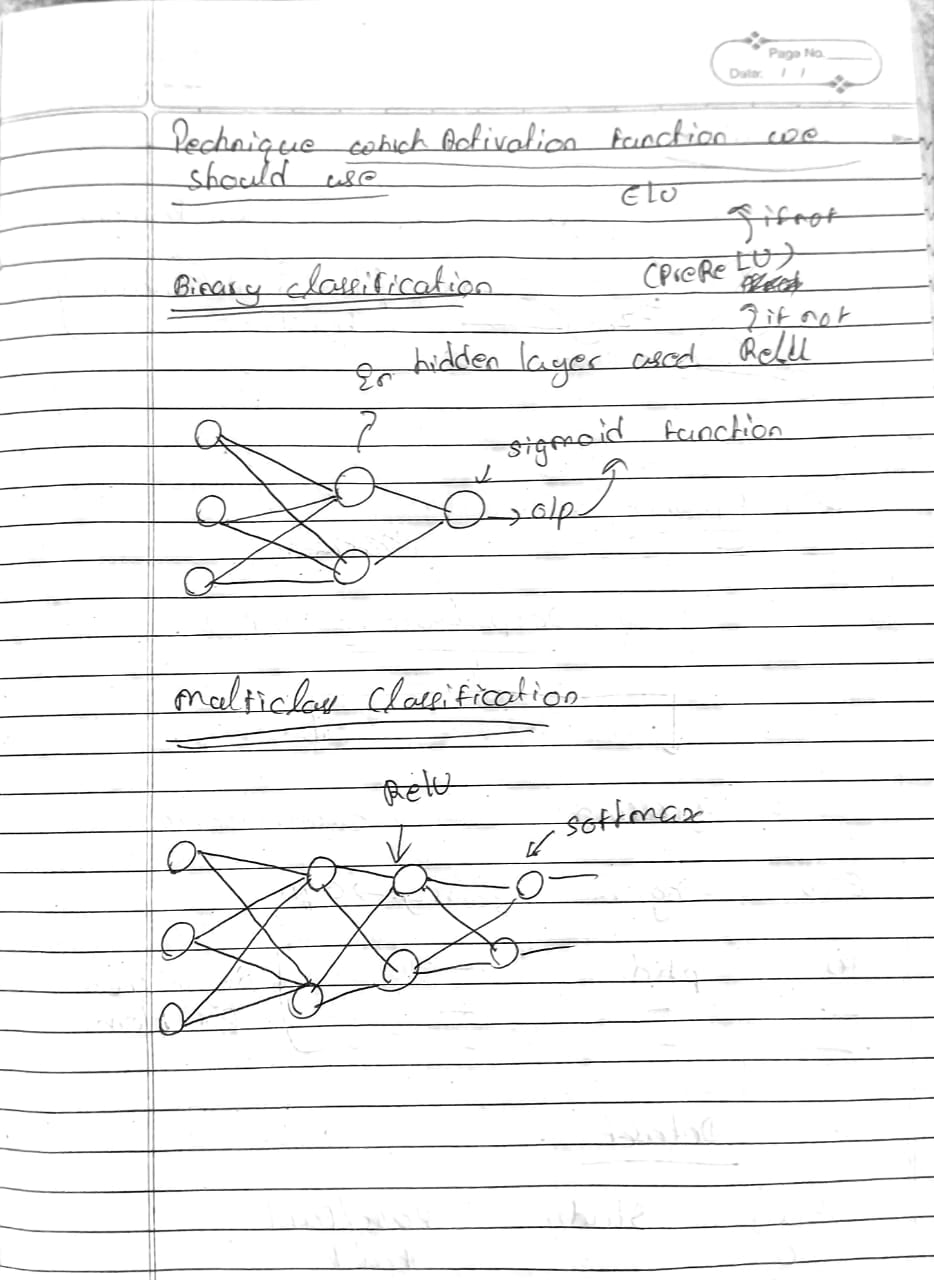 Page No.
Date: / /
Technique which Activation function we
should use
ELU
if not
(PreReLU)
Binary classification
if not
In hidden layer used RelU
sigmoid function
o/p
Multiclass Classification
RelU
softmax